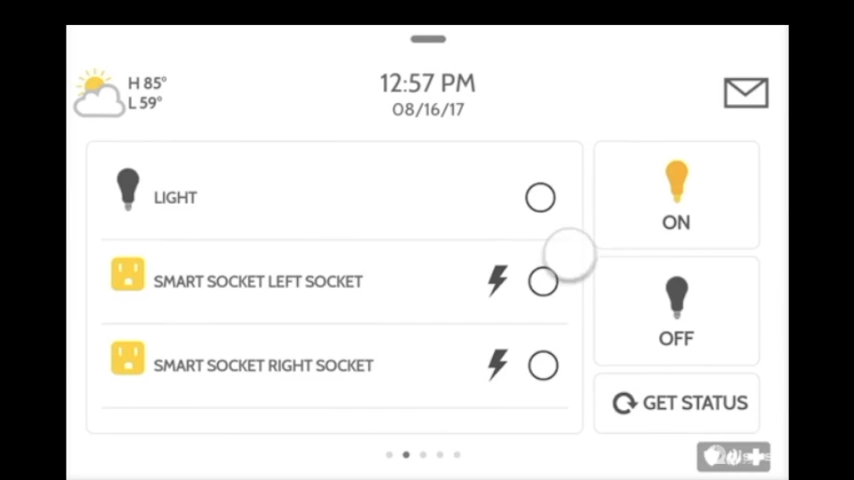 H 85°
L 59°
12:57 PM
08/16/17
LIGHT
SMART SOCKET LEFT SOCKET
SMART SOCKET RIGHT SOCKET
ON
OFF
GET STATUS